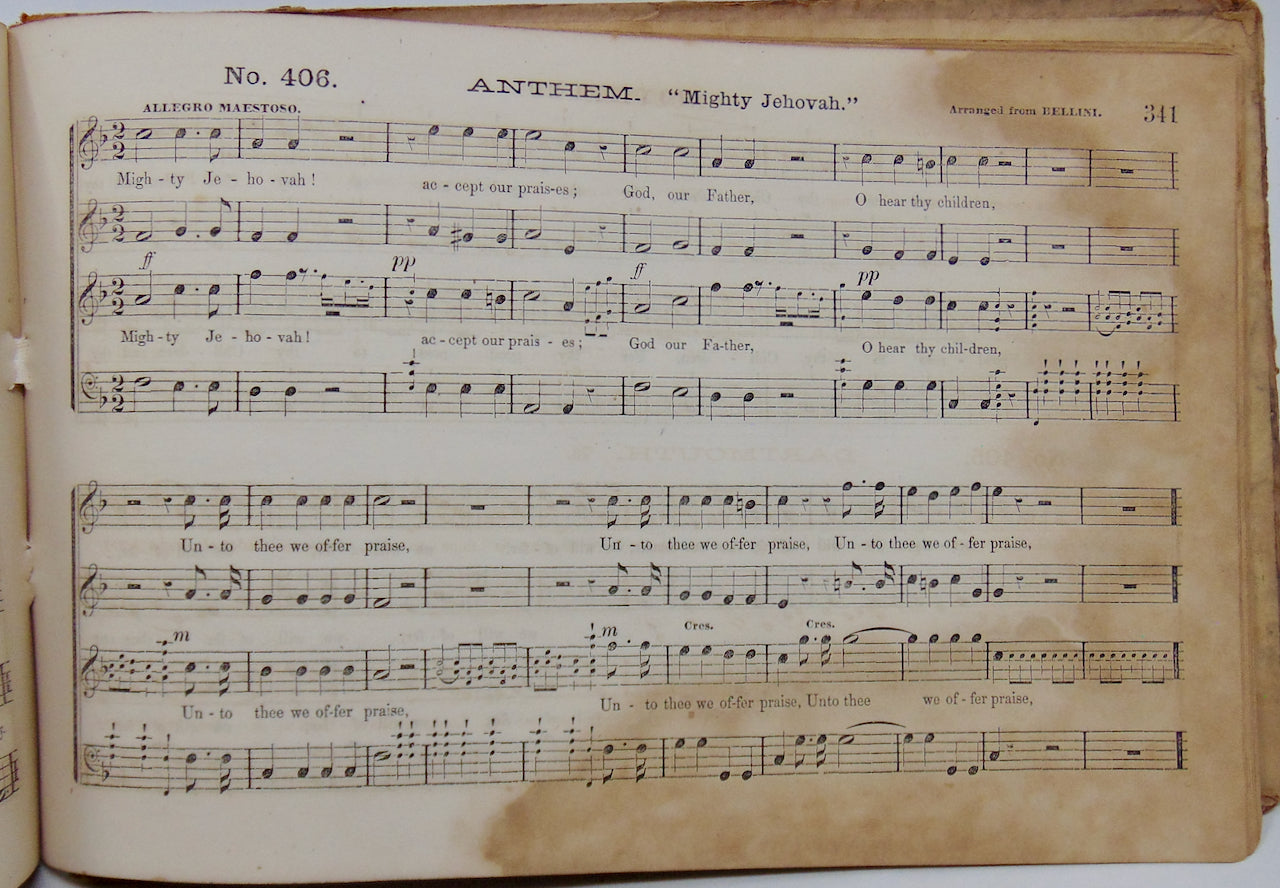 No. 406.
ANTHEM. “Mighty Jehovah.”
ALLEGRO MAESTOSO.
Arranged from BELLINI.
341
Migh - ty Je - ho - vah ! ac - cept our prais-es ; God, our Father, O hear thy children,
ff pp ff pp
Migh - ty Je - ho - vah ! ac - cept our prais - es ; God our Fa-ther, O hear thy chil-dren,
Un - to thee we of-fer praise, Un - to thee we of-fer praise, Un - to thee we of - fer praise,
m m Cres. Cres.
Un - to thee we of-fer praise, Un - to thee we of-fer praise, Unto thee we of - fer praise,